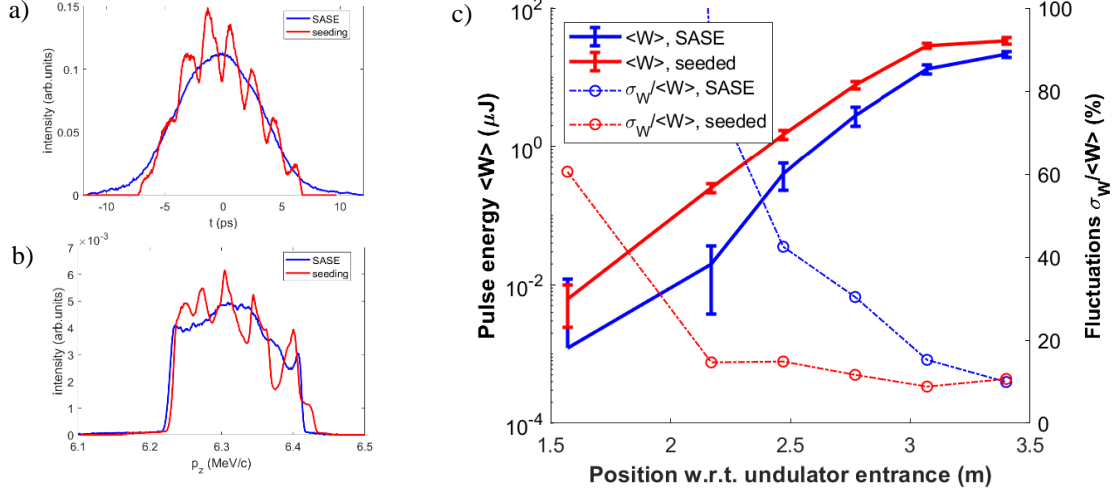 a)
0.15
0.1
0.05
0
intensity (arb.units)
SASE
seeding
-10
-5
0
5
10
t (ps)
b)
×10^-3
7
6
5
4
3
2
1
0
intensity (arb.units)
SASE
seeding
6.1
6.2
6.3
6.4
6.5
p_z (MeV/c)
c)
10^2
10^0
10^-2
10^-4
Pulse energy <W> (μJ)
<W>, SASE
<W>, seeded
σ_W/<W>, SASE
σ_W/<W>, seeded
100
80
60
40
20
0
Fluctuations σ_W/<W> (%)
1.5
2
2.5
3
3.5
Position w.r.t. undulator entrance (m)